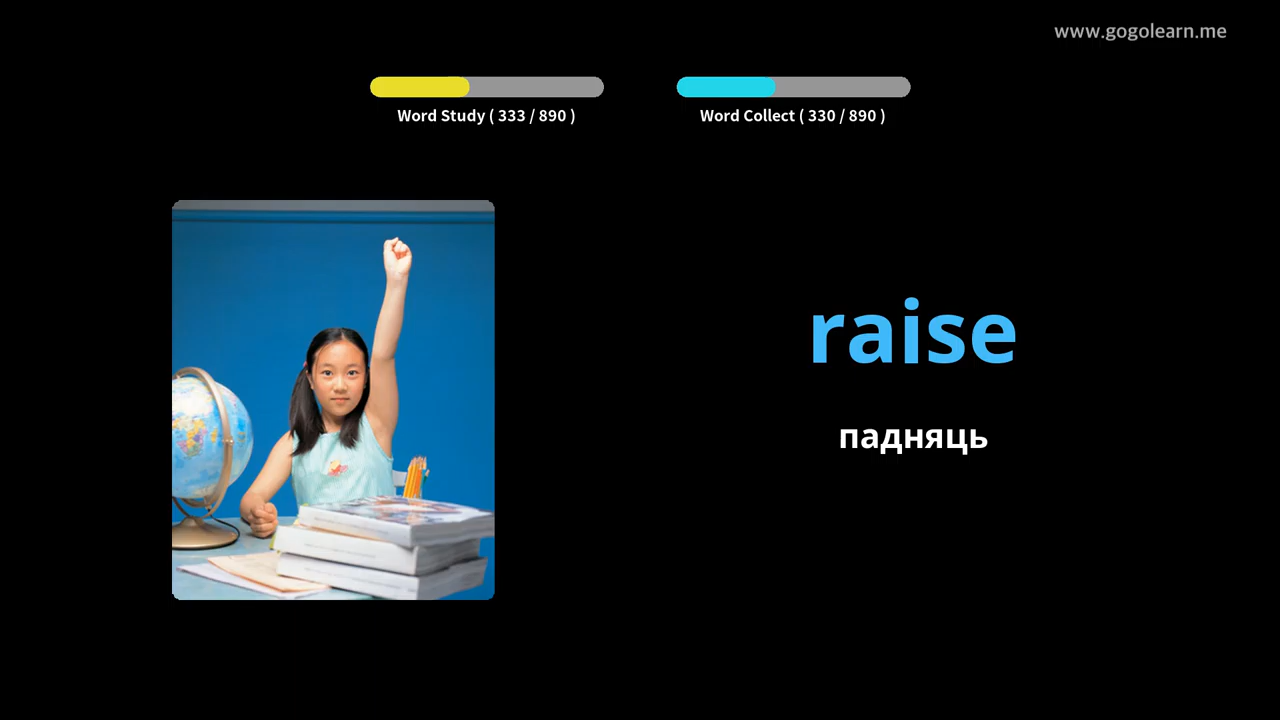 www.gogolearn.me
Word Study ( 333 / 890 )
Word Collect ( 330 / 890 )
raise
падняць